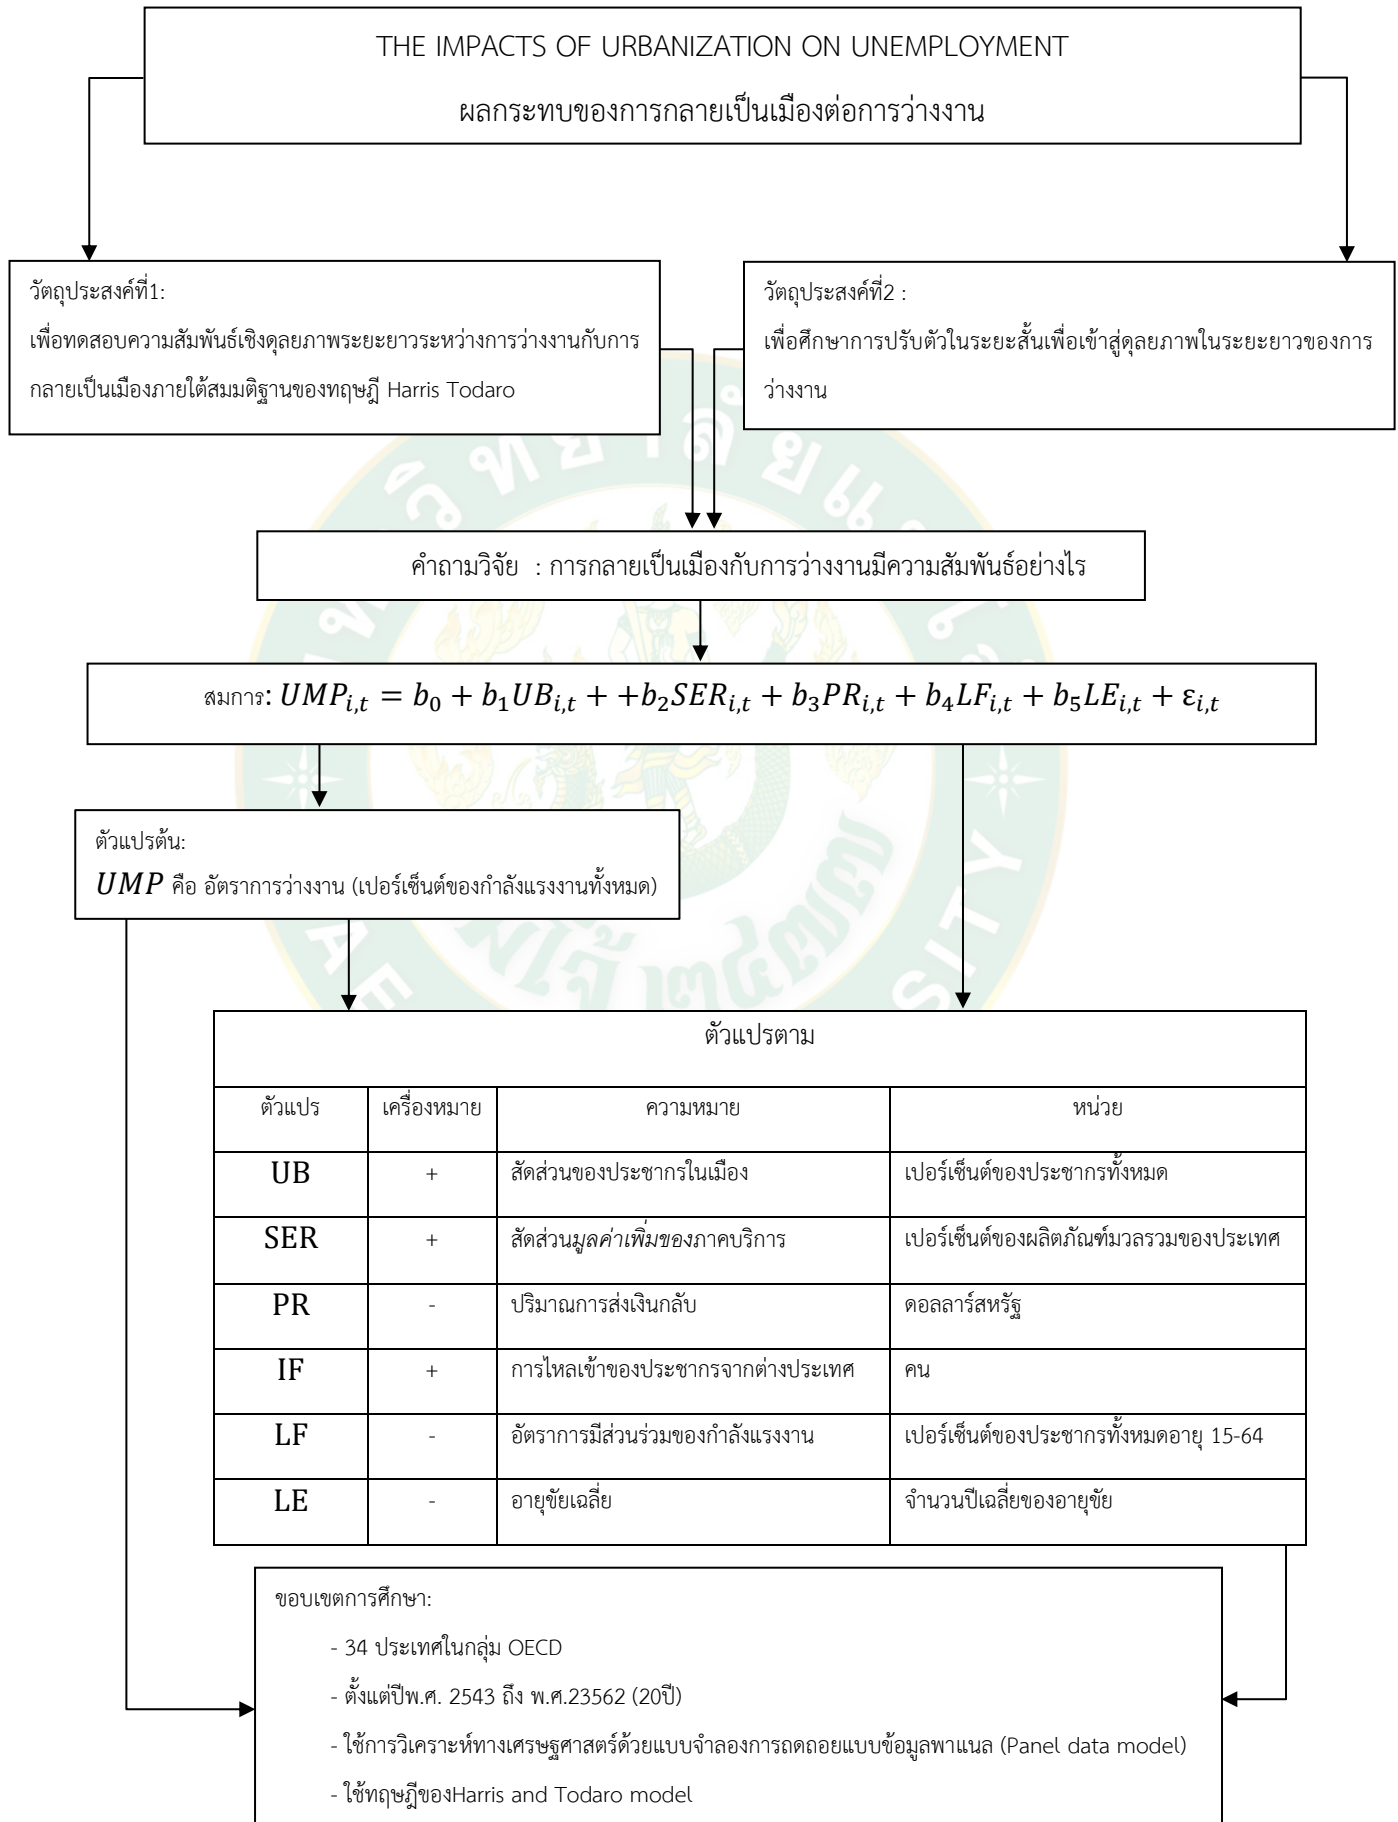 THE IMPACTS OF URBANIZATION ON UNEMPLOYMENT
ผลกระทบของการกลายเป็นเมืองต่อการว่างงาน
วัตถุประสงค์ที่1:
เพื่อทดสอบความสัมพันธ์เชิงดุลยภาพระยะยาวระหว่างการว่างงานกับการ
กลายเป็นเมืองภายใต้สมมติฐานของทฤษฎี Harris Todaro
วัตถุประสงค์ที่2 :
เพื่อศึกษาการปรับตัวในระยะสั้นเพื่อเข้าสู่ดุลยภาพในระยะยาวของการ
ว่างงาน
คำถามวิจัย : การกลายเป็นเมืองกับการว่างงานมีความสัมพันธ์อย่างไร
สมการ: $UMP_{i,t} = b_0 + b_1UB_{i,t} + +b_2SER_{i,t} + b_3PR_{i,t} + b_4LF_{i,t} + b_5LE_{i,t} + ε_{i,t}$
ตัวแปรต้น:
UMP คือ อัตราการว่างงาน (เปอร์เซ็นต์ของกำลังแรงงานทั้งหมด)
ตัวแปรตาม
ตัวแปร เครื่องหมาย ความหมาย หน่วย
UB + สัดส่วนของประชากรในเมือง เปอร์เซ็นต์ของประชากรทั้งหมด
SER + สัดส่วนมูลค่าเพิ่มของภาคบริการ เปอร์เซ็นต์ของผลิตภัณฑ์มวลรวมของประเทศ
PR - ปริมาณการส่งเงินกลับ ดอลลาร์สหรัฐ
IF + การไหลเข้าของประชากรจากต่างประเทศ คน
LF - อัตราการมีส่วนร่วมของกำลังแรงงาน เปอร์เซ็นต์ของประชากรทั้งหมดอายุ 15-64
LE - อายุขัยเฉลี่ย จำนวนปีเฉลี่ยของอายุขัย
ขอบเขตการศึกษา:
- 34 ประเทศในกลุ่ม OECD
- ตั้งแต่ปีพ.ศ. 2543 ถึง พ.ศ.23562 (20ปี)
- ใช้การวิเคราะห์ทางเศรษฐศาสตร์ด้วยแบบจำลองการถดถอยแบบข้อมูลพาแนล (Panel data model)
- ใช้ทฤษฎีของHarris and Todaro model